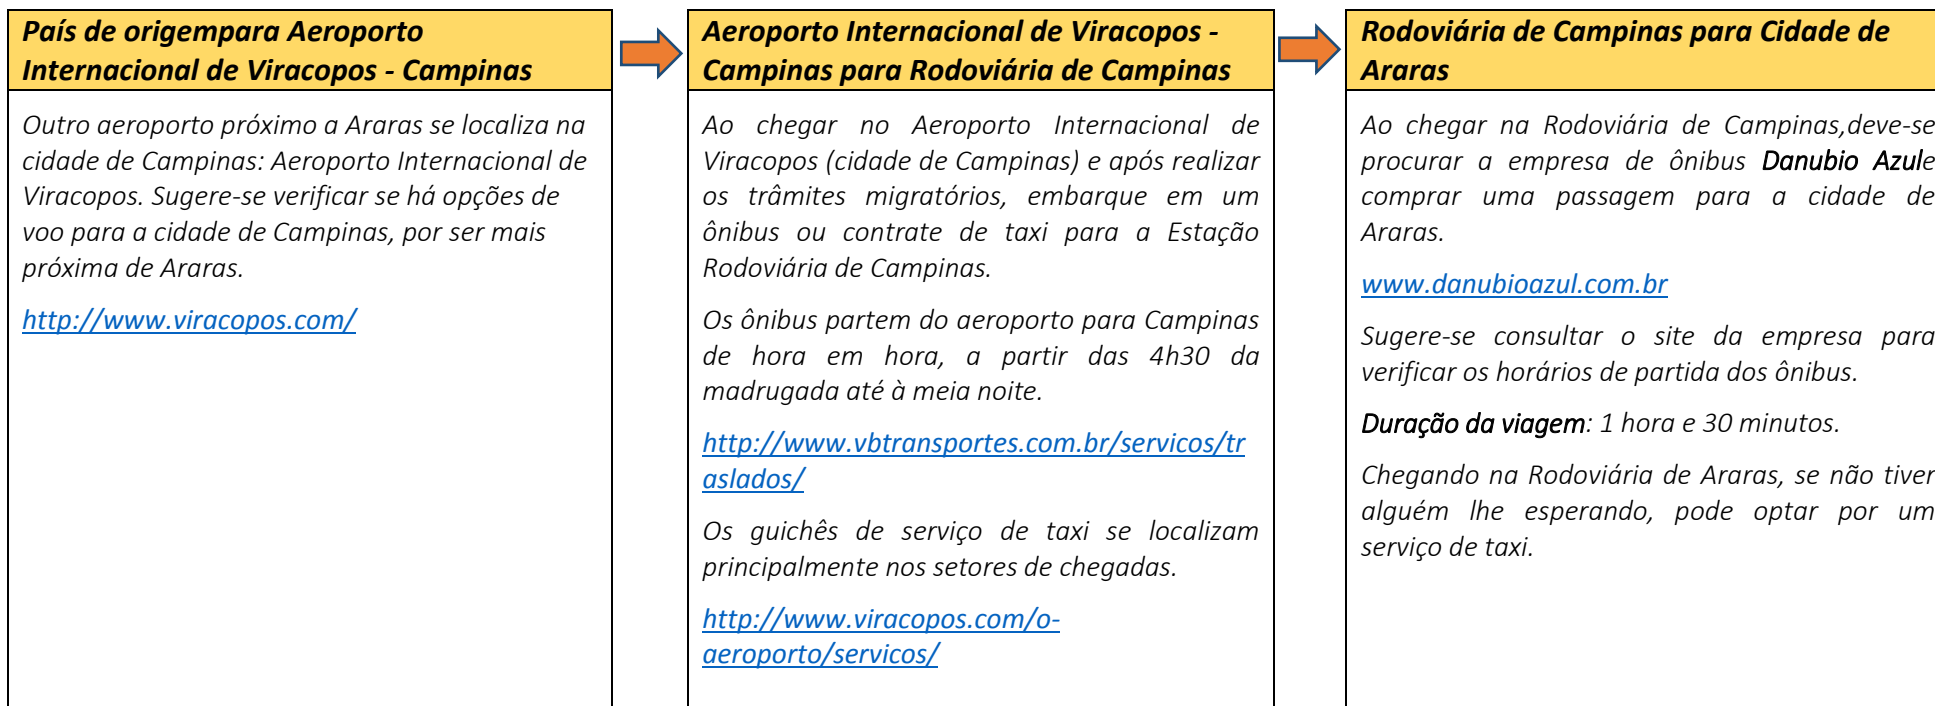 País de origempara Aeroporto
Internacional de Viracopos - Campinas
Outro aeroporto próximo a Araras se localiza na
cidade de Campinas: Aeroporto Internacional de
Viracopos. Sugere-se verificar se há opções de
voo para a cidade de Campinas, por ser mais
próxima de Araras.
http://www.viracopos.com/
Aeroporto Internacional de Viracopos -
Campinas para Rodoviária de Campinas
Ao chegar no Aeroporto Internacional de
Viracopos (cidade de Campinas) e após realizar
os trâmites migratórios, embarque em um
ônibus ou contrate de taxi para a Estação
Rodoviária de Campinas.
Os ônibus partem do aeroporto para Campinas
de hora em hora, a partir das 4h30 da
madrugada até à meia noite.
http://www.vbtransportes.com.br/servicos/tr
aslados/
Os guichês de serviço de taxi se localizam
principalmente nos setores de chegadas.
http://www.viracopos.com/o-
aeroporto/servicos/
Rodoviária de Campinas para Cidade de
Araras
Ao chegar na Rodoviária de Campinas,deve-se
procurar a empresa de ônibus Danubio Azule
comprar uma passagem para a cidade de
Araras.
www.danubioazul.com.br
Sugere-se consultar o site da empresa para
verificar os horários de partida dos ônibus.
Duração da viagem: 1 hora e 30 minutos.
Chegando na Rodoviária de Araras, se não tiver
alguém lhe esperando, pode optar por um
serviço de taxi.